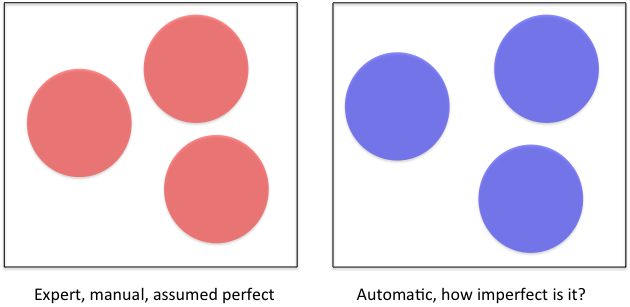 Expert, manual, assumed perfect
Automatic, how imperfect is it?